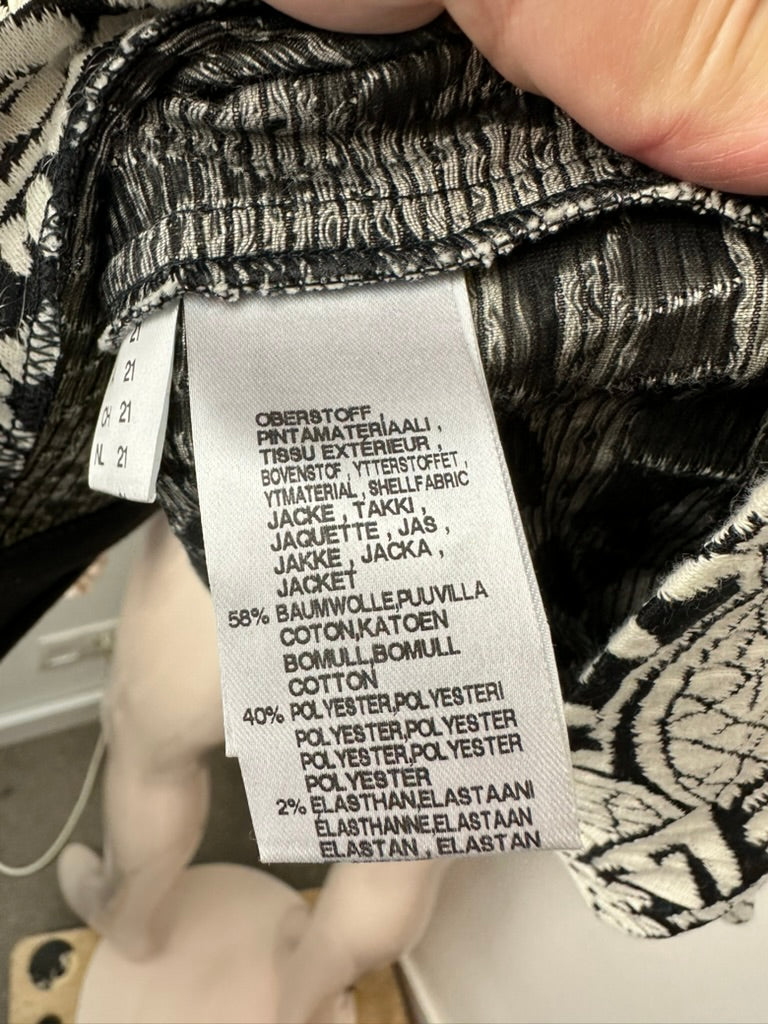 21
21
CH 21
NL 21
OBERSTOFF ,
PINTAMATERIAALI ,
TISSU EXTÉRIEUR ,
BOVENSTOF , YTTERSTOFFET ,
YTMATERIAL , SHELLFABRIC
JACKE , TAKKI ,
JAQUETTE , JAS ,
JAKKE , JACKA ,
JACKET
58% BAUMWOLLE,PUUVILLA
COTON,KATOEN
BOMULL,BOMULL
COTTON
40% POLYESTER,POLYESTERI
POLYESTER,POLYESTER
POLYESTER,POLYESTER
POLYESTER
2% ELASTHAN,ELASTAANI
ÉLASTHANNE,ELASTAAN
ELASTAN , ELASTAN